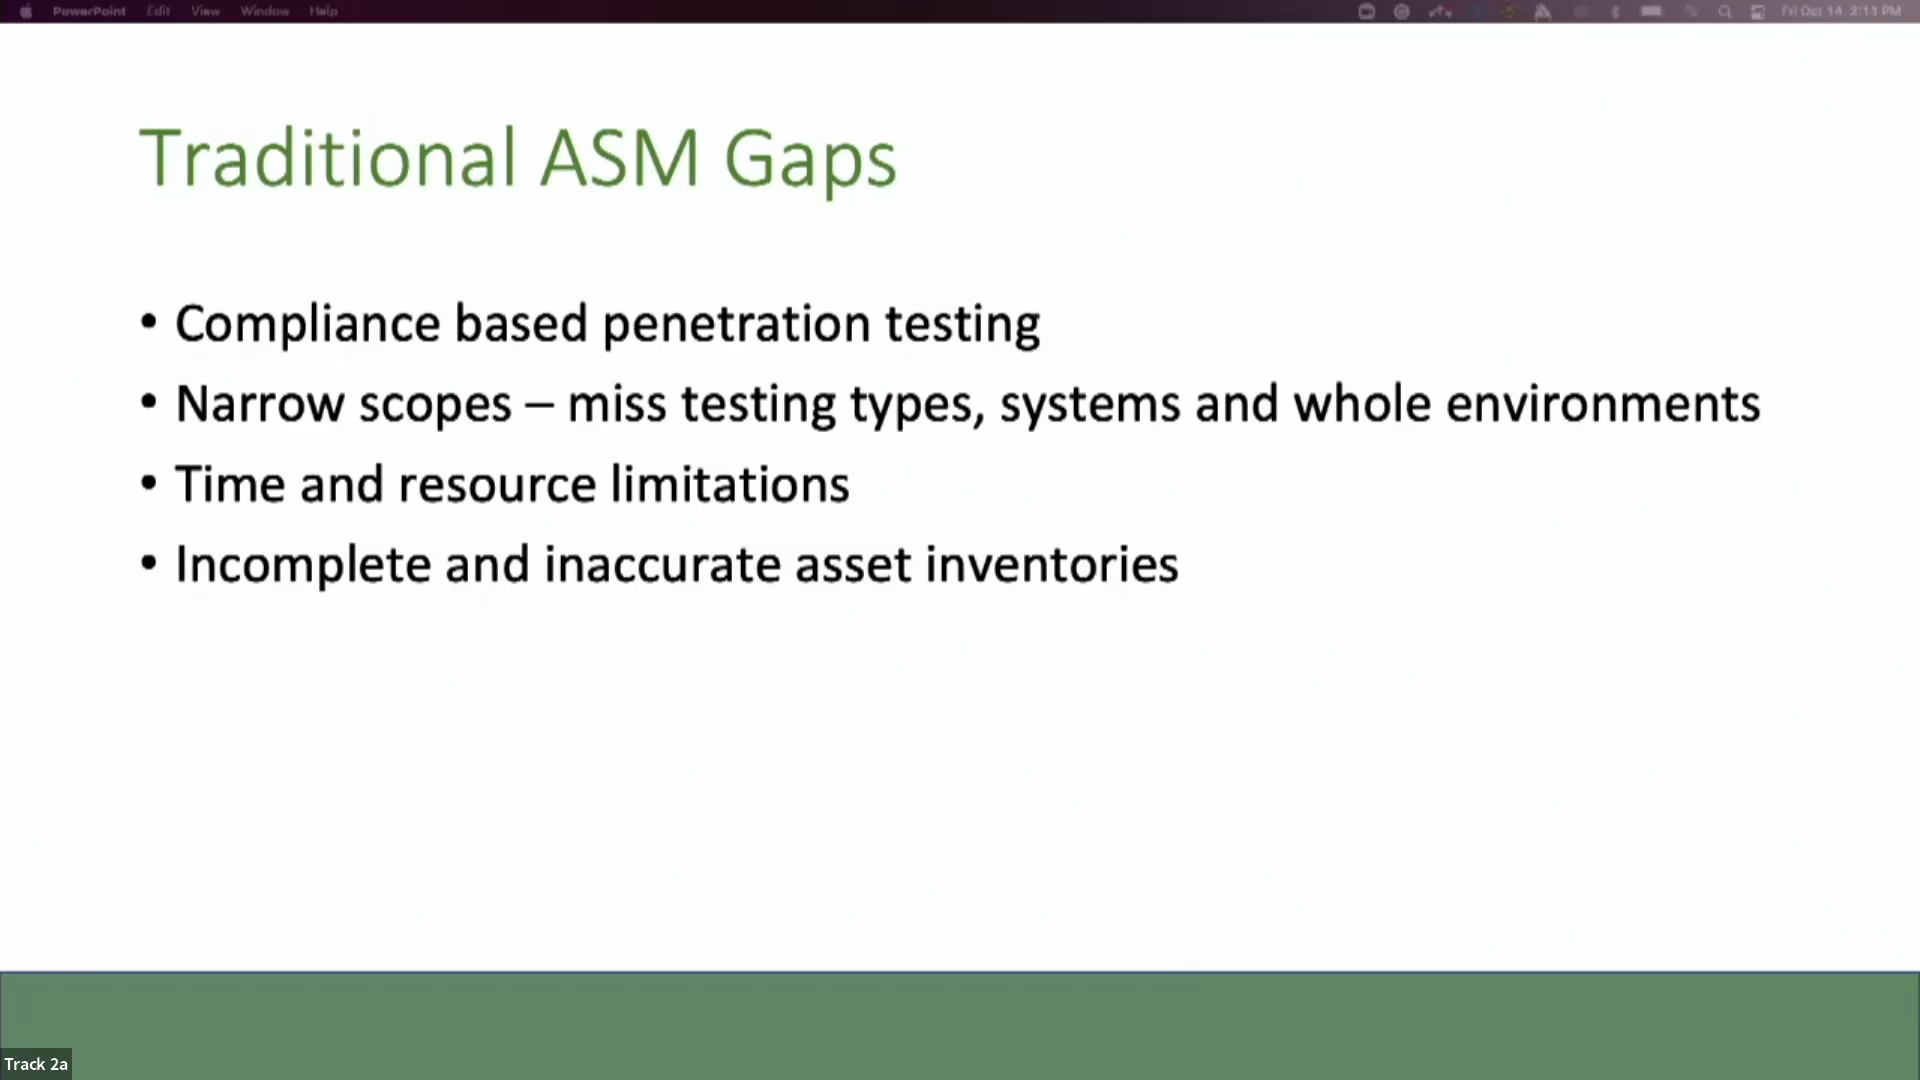 PowerPoint Edit View Window Help
Fri Oct 14 2:11 PM
Traditional ASM Gaps
• Compliance based penetration testing
• Narrow scopes – miss testing types, systems and whole environments
• Time and resource limitations
• Incomplete and inaccurate asset inventories
Track 2a